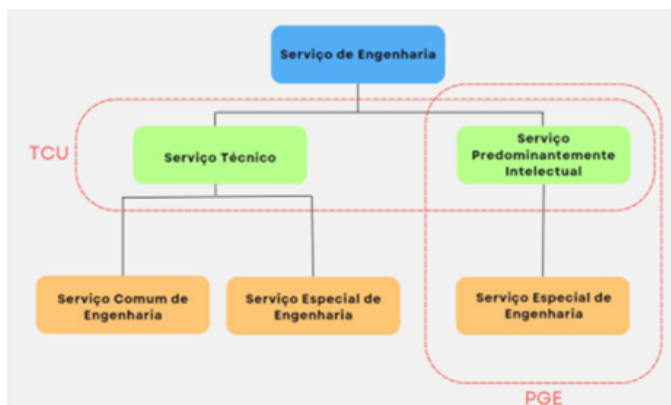 Serviço de Engenharia
TCU
Serviço Técnico
Serviço
Predominantemente
Intelectual
Serviço Comum de
Engenharia
Serviço Especial de
Engenharia
Serviço Especial de
Engenharia
PGE